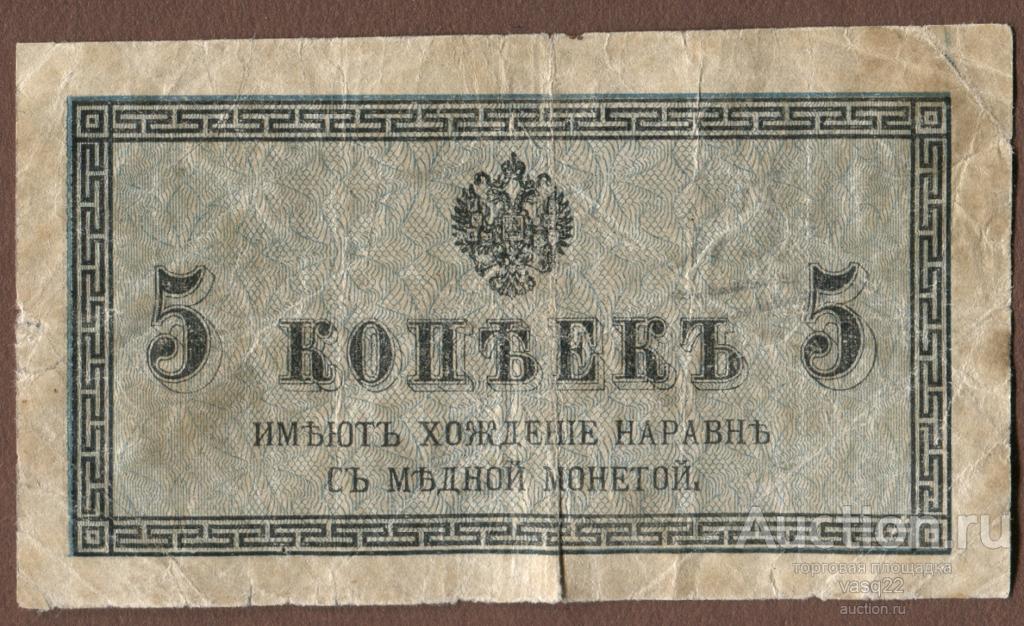 5 КОПѢЕКЪ 5
ИМѢЮТЪ ХОЖДЕНІЕ НАРАВНѢ
СЪ МѢДНОЙ МОНЕТОЙ.
Auction.ru
торговая площадка
vasq22
auction.ru